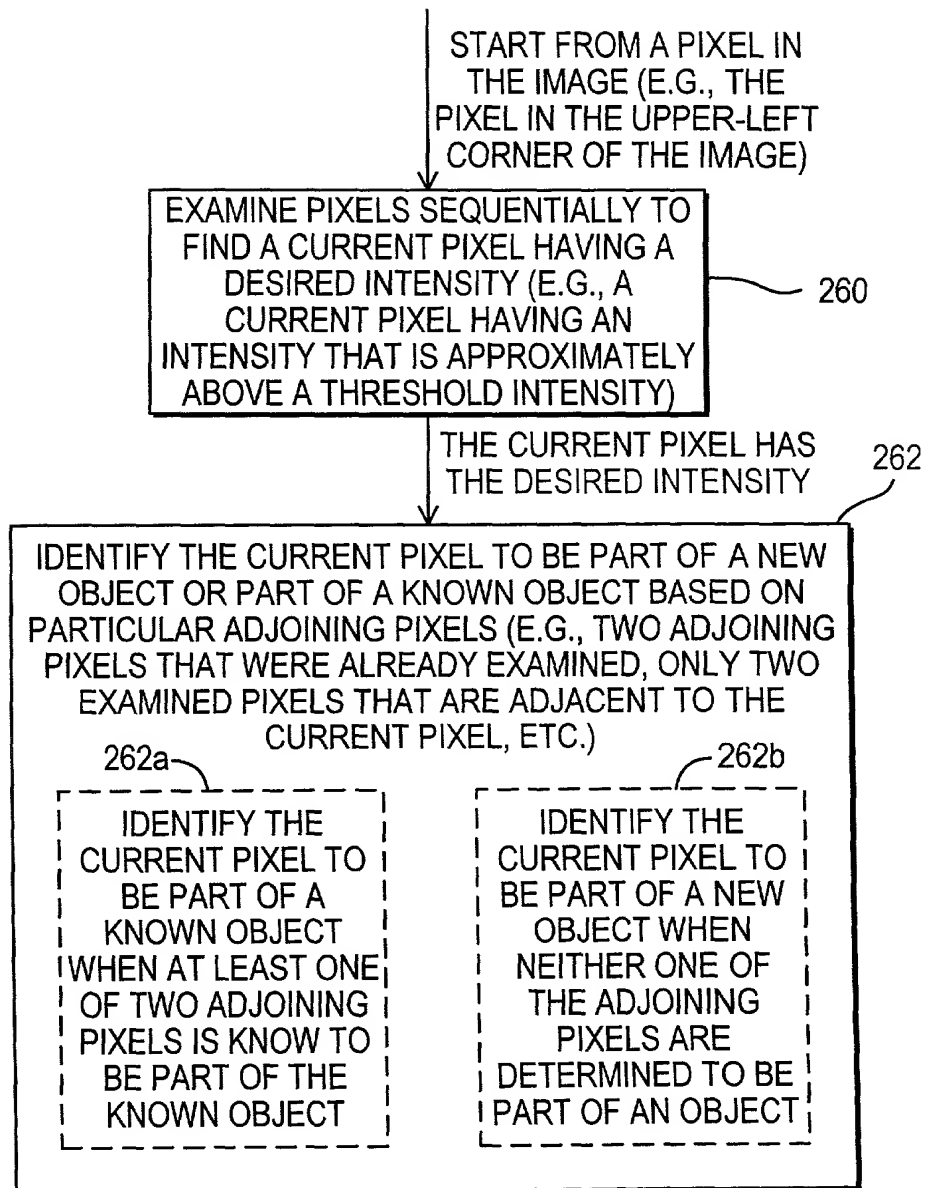 START FROM A PIXEL IN
THE IMAGE (E.G., THE
PIXEL IN THE UPPER-LEFT
CORNER OF THE IMAGE)
EXAMINE PIXELS SEQUENTIALLY TO
FIND A CURRENT PIXEL HAVING A
DESIRED INTENSITY (E.G., A
CURRENT PIXEL HAVING AN
INTENSITY THAT IS APPROXIMATELY
ABOVE A THRESHOLD INTENSITY)
260
THE CURRENT PIXEL HAS
THE DESIRED INTENSITY
262
IDENTIFY THE CURRENT PIXEL TO BE PART OF A NEW
OBJECT OR PART OF A KNOWN OBJECT BASED ON
PARTICULAR ADJOINING PIXELS (E.G., TWO ADJOINING
PIXELS THAT WERE ALREADY EXAMINED, ONLY TWO
EXAMINED PIXELS THAT ARE ADJACENT TO THE
CURRENT PIXEL, ETC.)
262a
IDENTIFY THE
CURRENT PIXEL TO
BE PART OF A
KNOWN OBJECT
WHEN AT LEAST ONE
OF TWO ADJOINING
PIXELS IS KNOW TO
BE PART OF THE
KNOWN OBJECT
262b
IDENTIFY THE
CURRENT PIXEL TO
BE PART OF A NEW
OBJECT WHEN
NEITHER ONE OF
THE ADJOINING
PIXELS ARE
DETERMINED TO BE
PART OF AN OBJECT